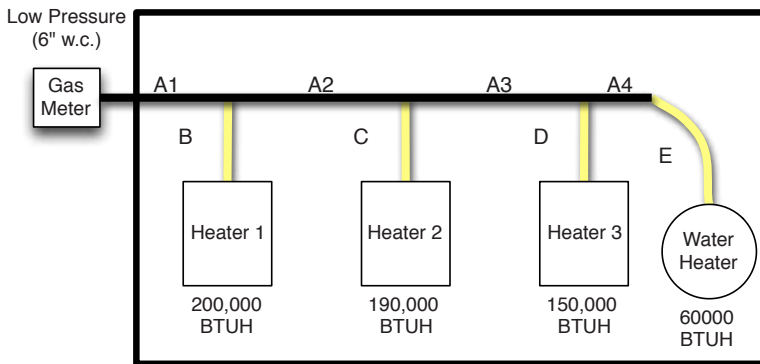 Low Pressure
(6" w.c.)
Gas
Meter
A1
A2
A3
A4
B
C
D
E
Heater 1
Heater 2
Heater 3
Water
Heater
200,000
BTUH
190,000
BTUH
150,000
BTUH
60000
BTUH